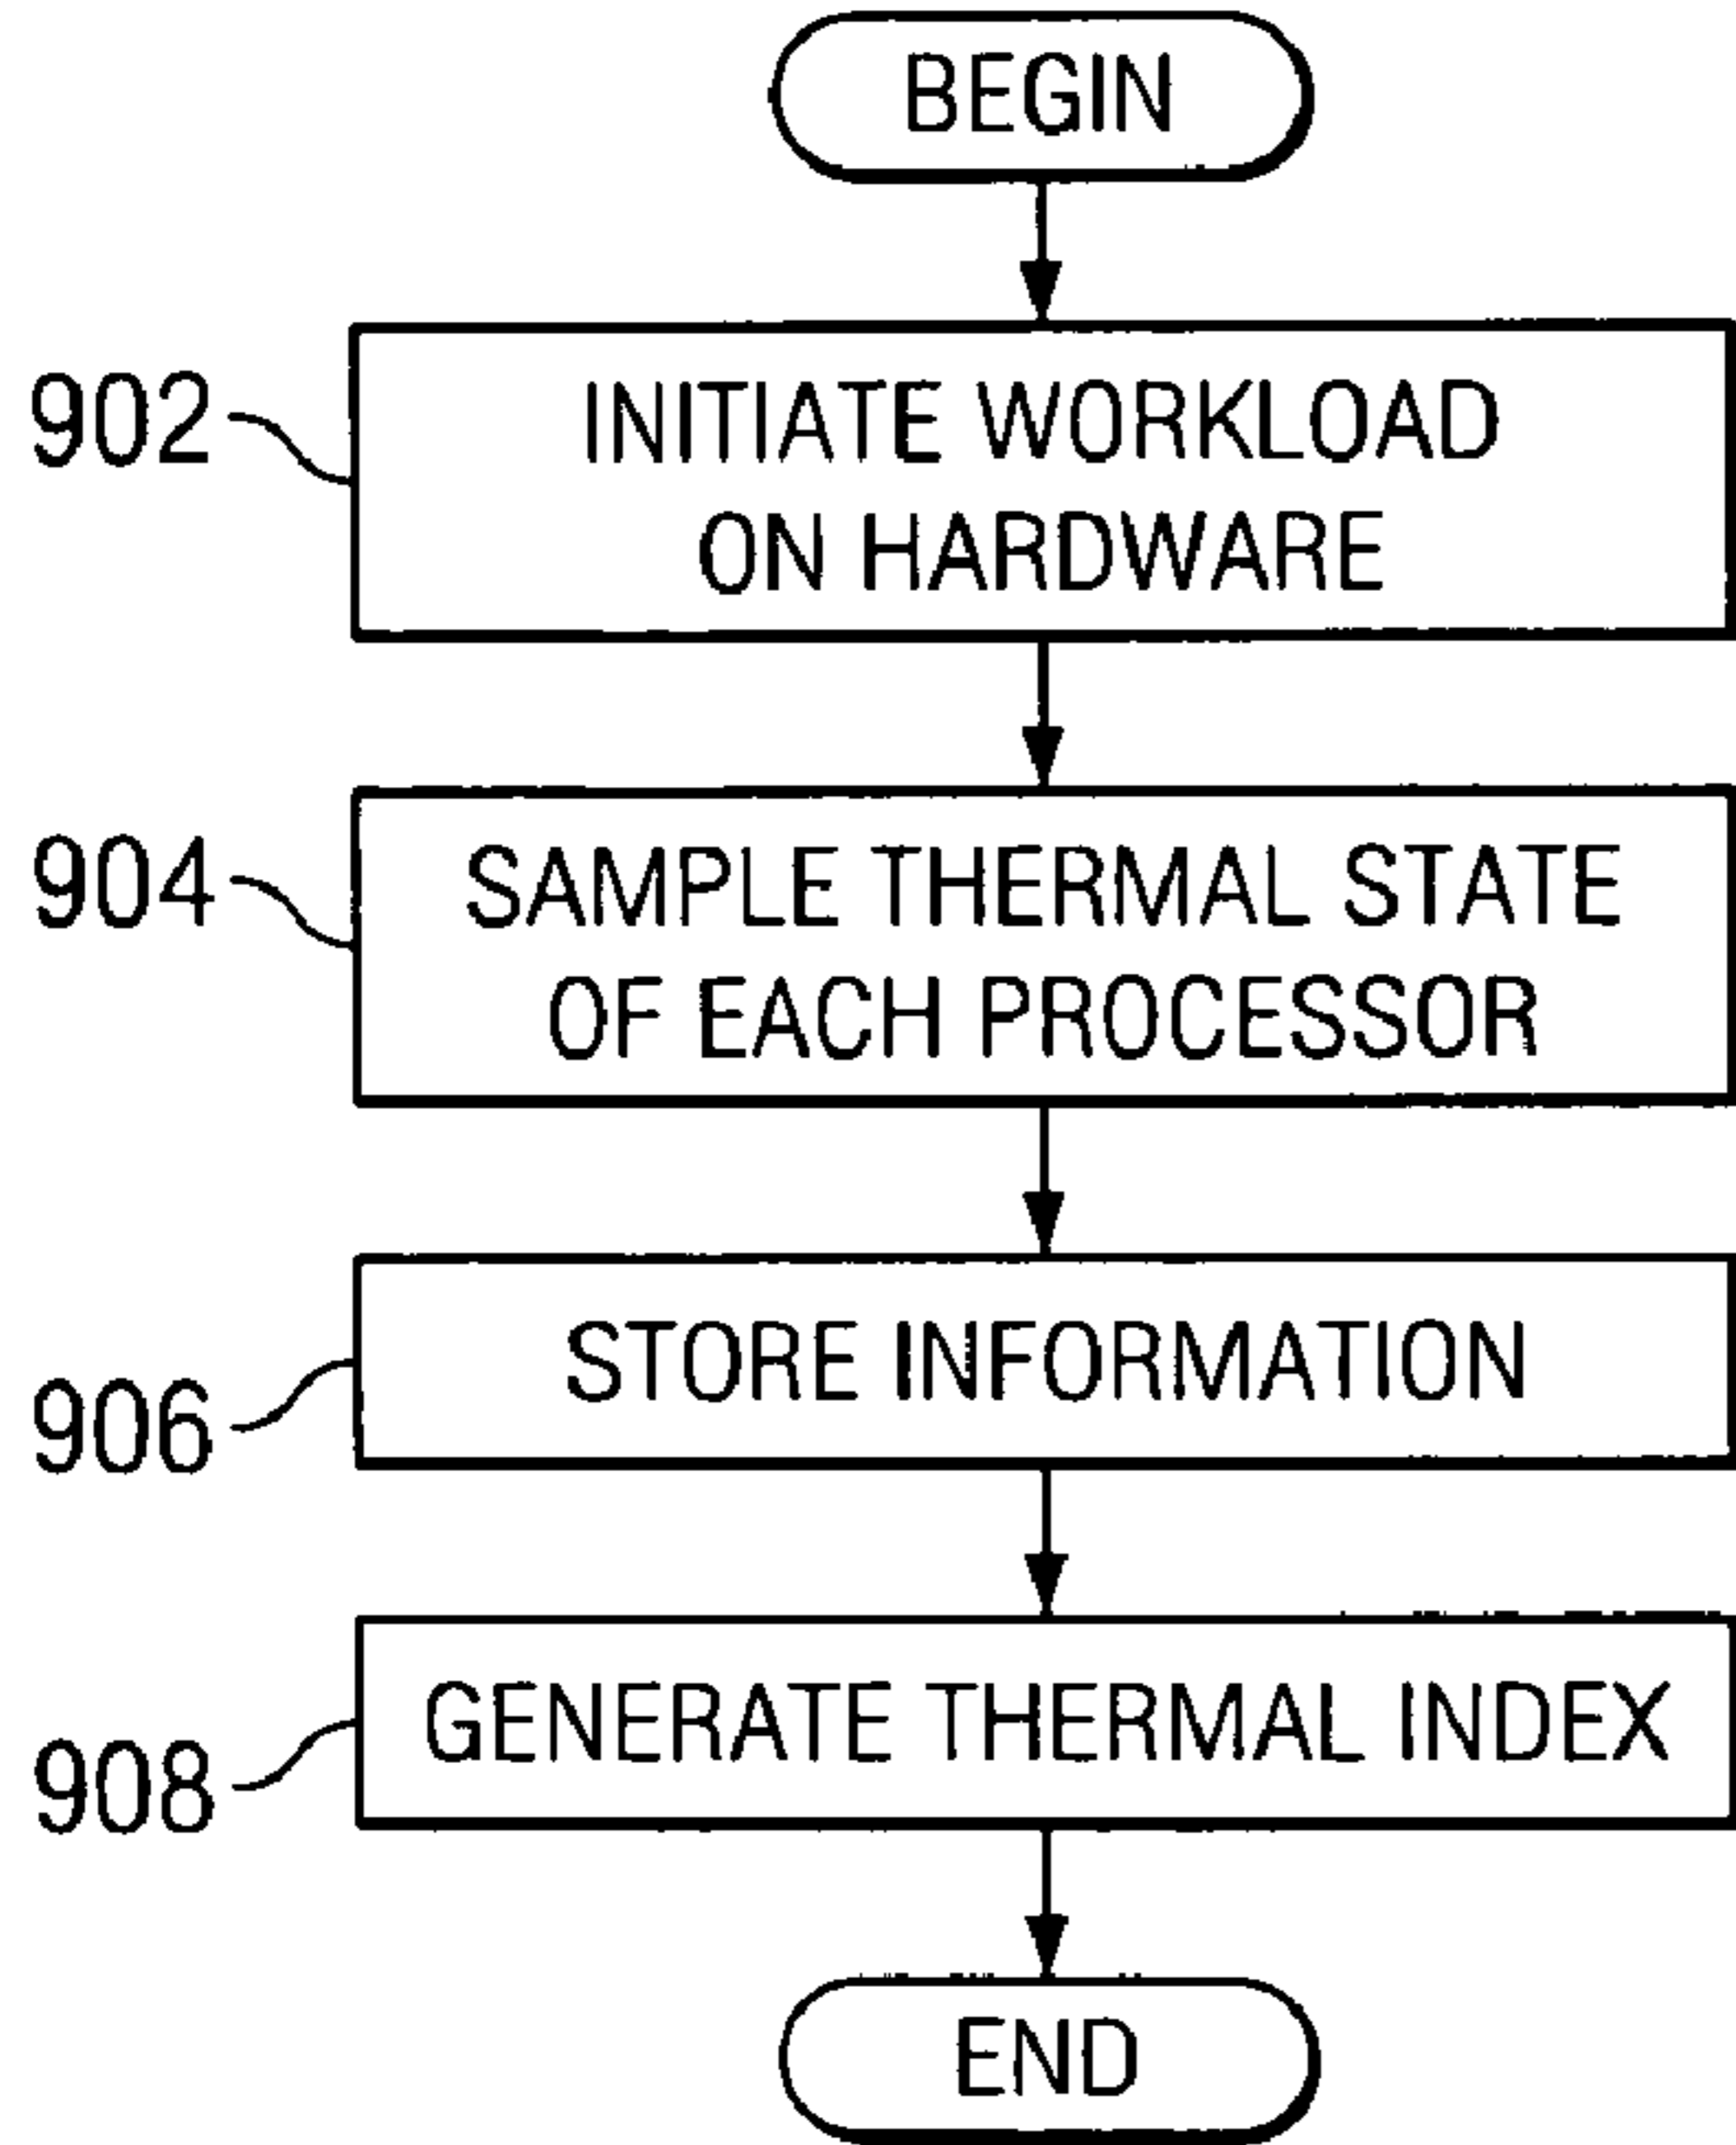 BEGIN
902
INITIATE WORKLOAD
ON HARDWARE
904
SAMPLE THERMAL STATE
OF EACH PROCESSOR
906
STORE INFORMATION
908
GENERATE THERMAL INDEX
END